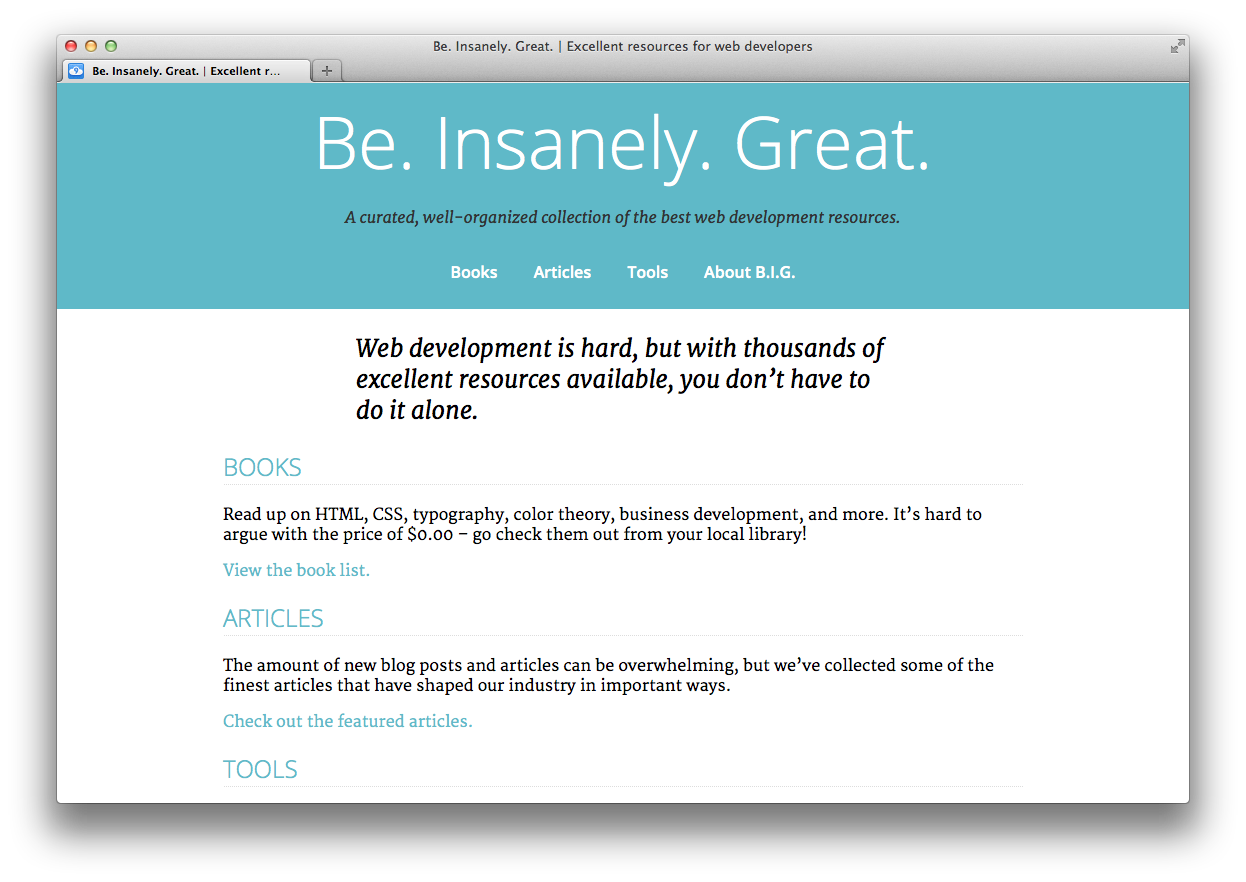 Be. Insanely. Great. | Excellent resources for web developers
Be. Insanely. Great. | Excellent r...
Be. Insanely. Great.
A curated, well-organized collection of the best web development resources.
Books Articles Tools About B.I.G.
Web development is hard, but with thousands of
excellent resources available, you don’t have to
do it alone.
BOOKS
Read up on HTML, CSS, typography, color theory, business development, and more. It’s hard to
argue with the price of $0.00 – go check them out from your local library!
View the book list.
ARTICLES
The amount of new blog posts and articles can be overwhelming, but we’ve collected some of the
finest articles that have shaped our industry in important ways.
Check out the featured articles.
TOOLS